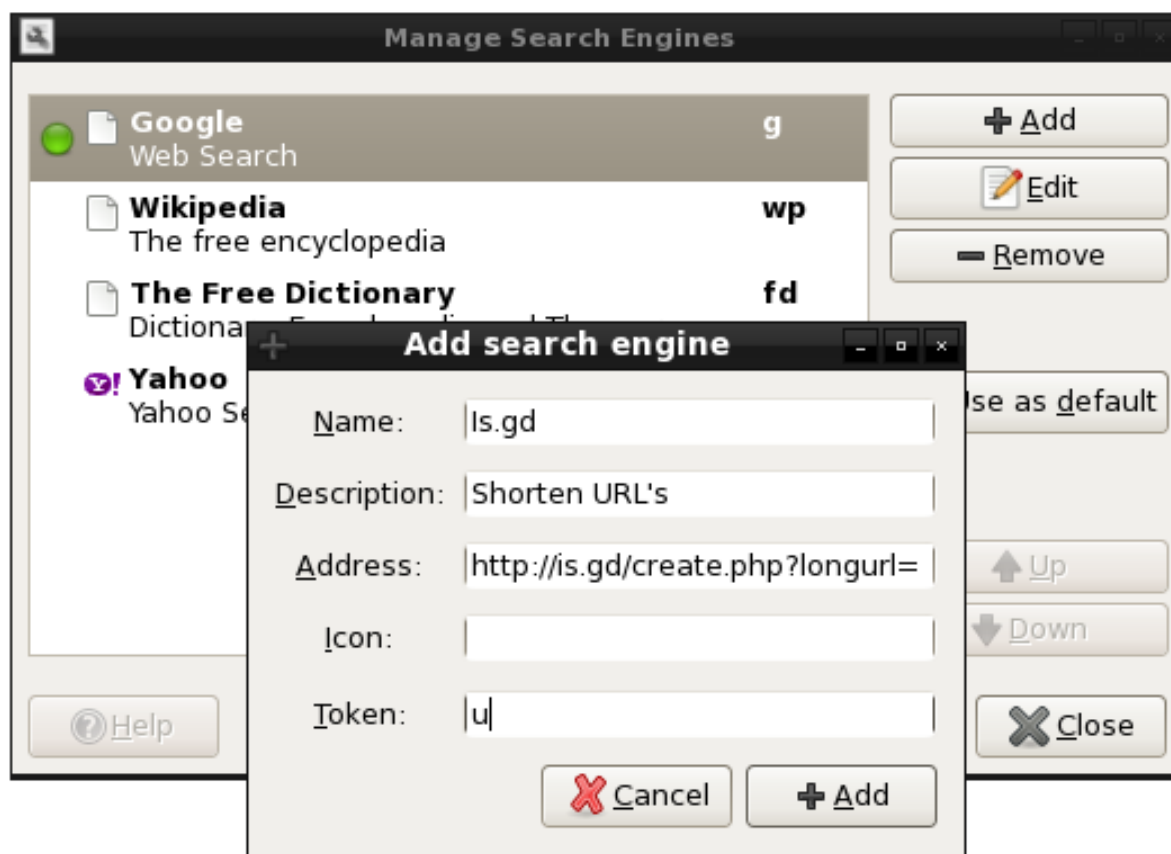 Manage Search Engines
Google g
Web Search
Add
Edit
Remove
Wikipedia wp
The free encyclopedia
The Free Dictionary fd
Yahoo
Use as default
Up
Down
Help
Close
Add search engine
Name: Is.gd
Description: Shorten URL's
Address: http://is.gd/create.php?longurl=
Icon:
Token: u
Cancel Add